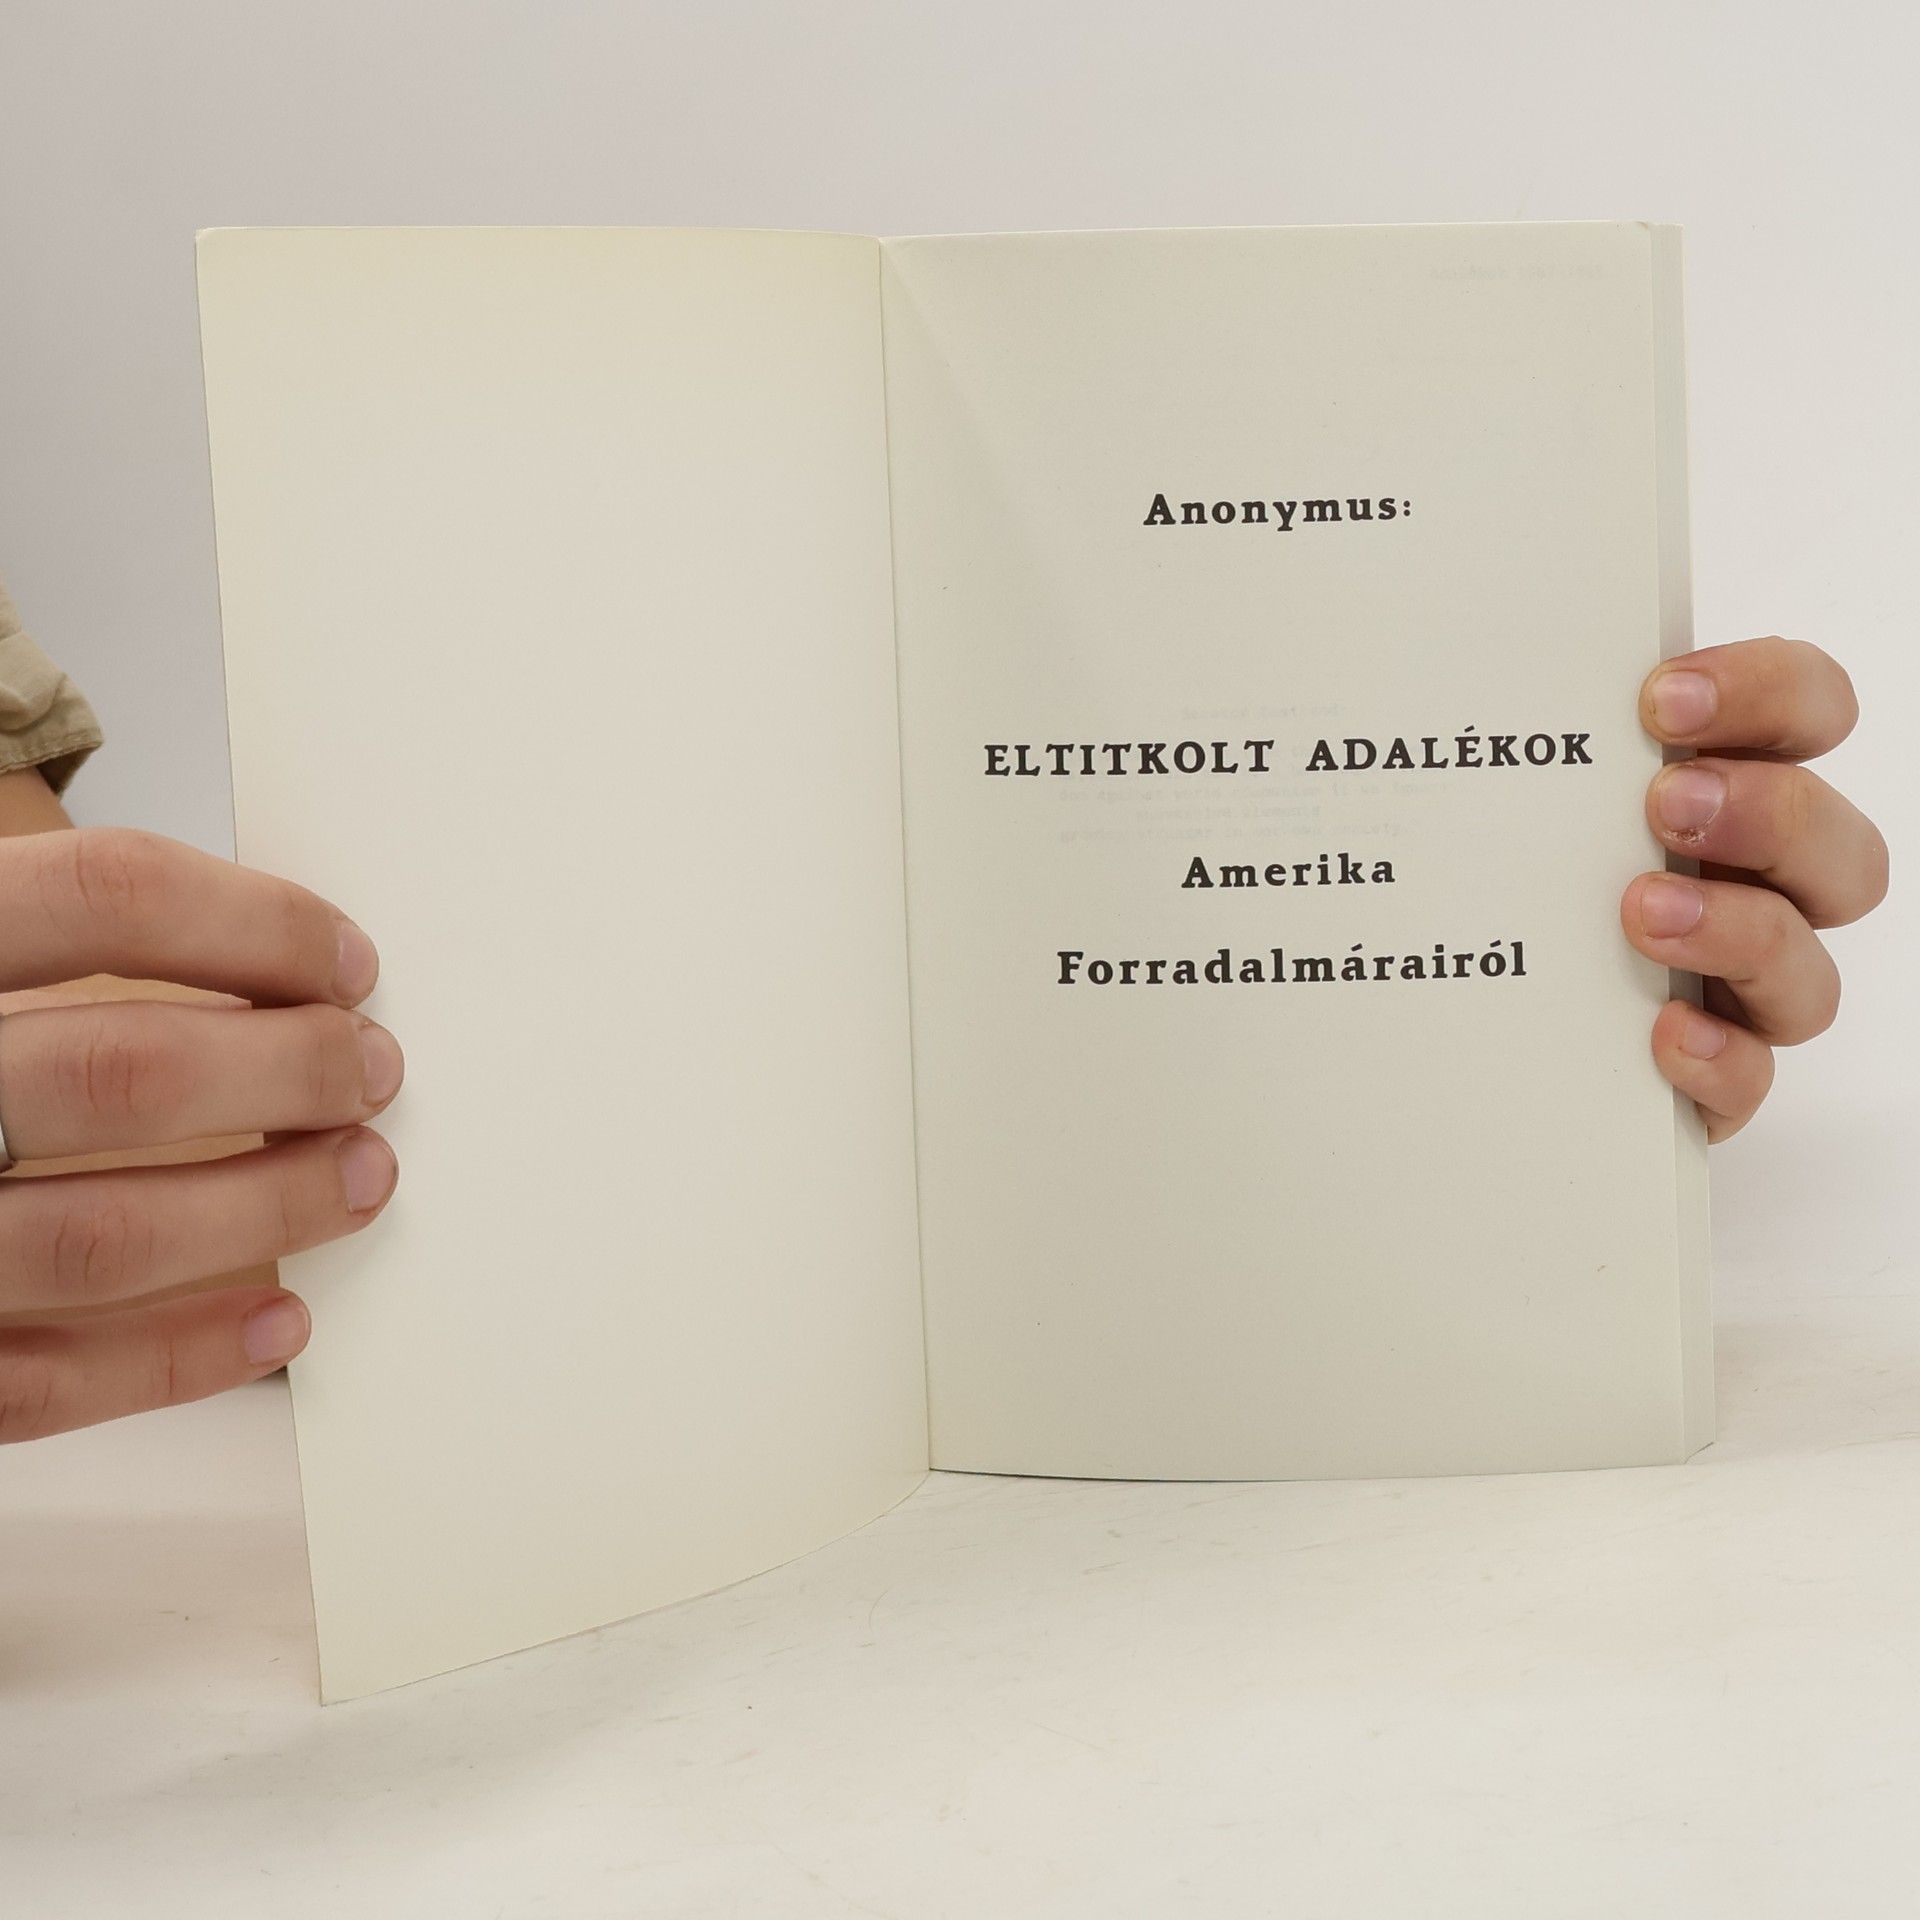 Anonymus:
ELTITKOLT ADALÉKOK
Amerika
Forradalmárairól